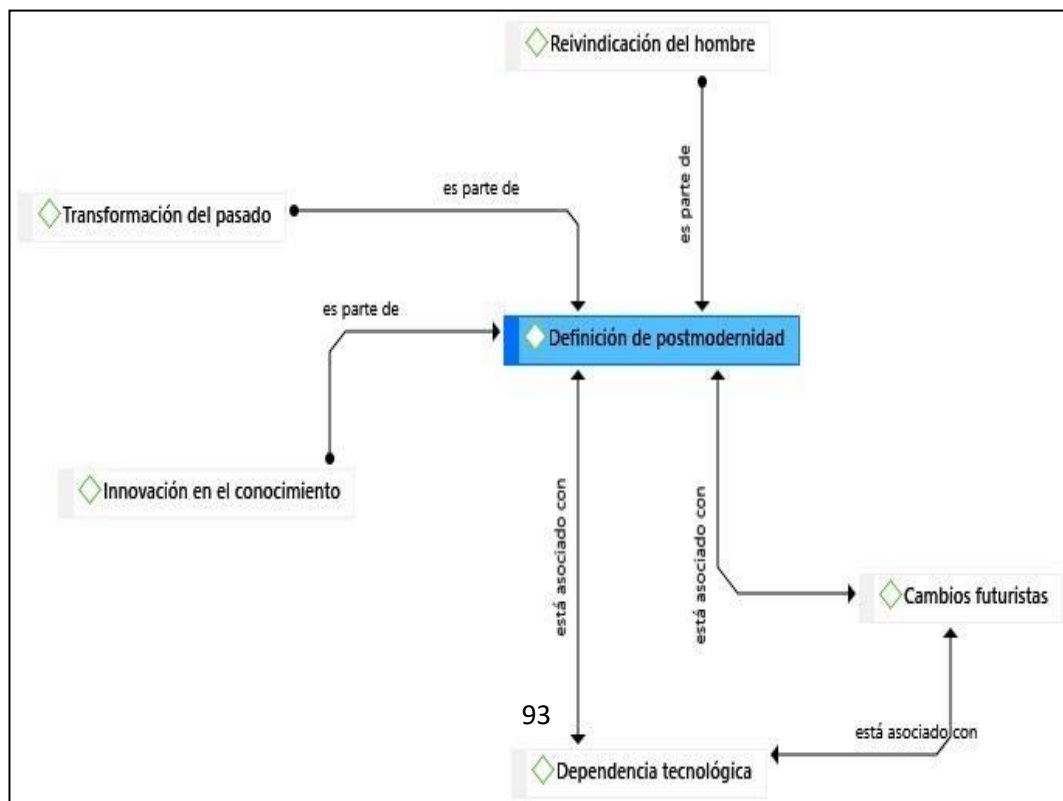 Reivindicación del hombre
es parte de
es parte de
Transformación del pasado
es parte de
Definición de postmodernidad
Innovación en el conocimiento
está asociado con
está asociado con
Cambios futuristas
93
está asociado con
Dependencia tecnológica